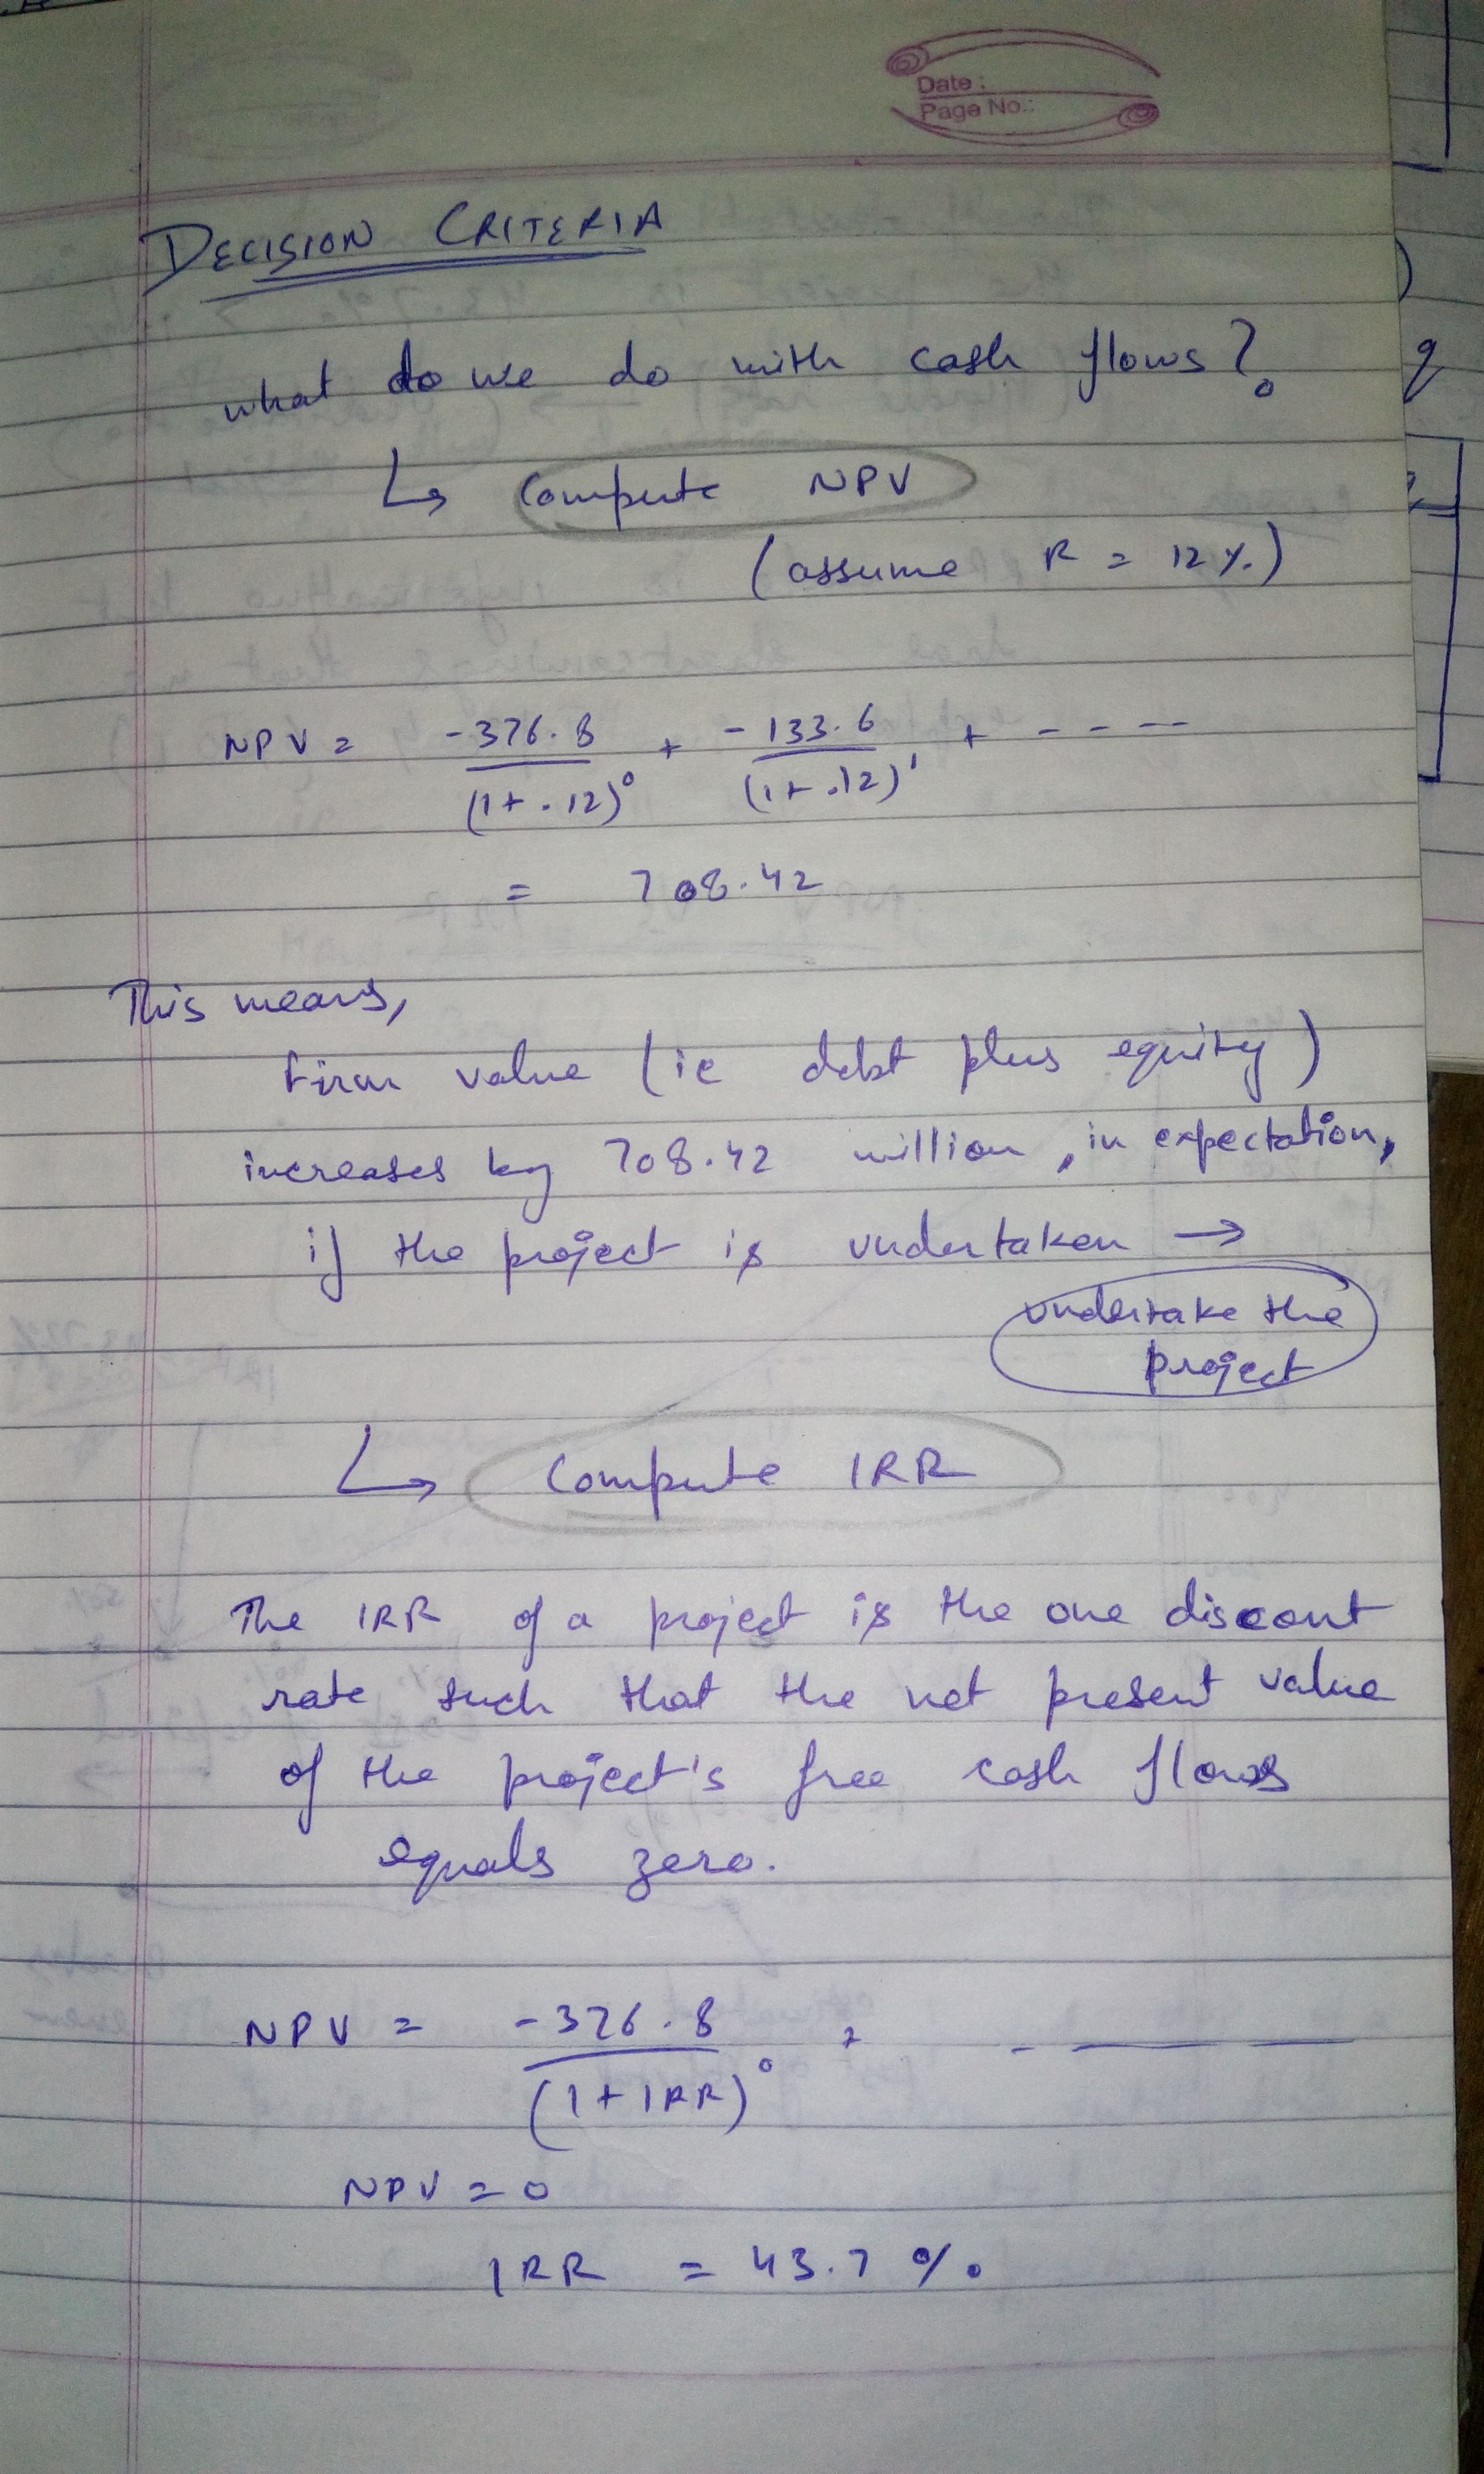 Date :
Page No.:
DECISION CRITERIA
what do we do with cash flows?
↳ Compute NPV
(assume R = 12%)
NPV = -376.8 / (1+.12)^0 + -133.6 / (1+.12)^1 + - - - -
= 708.42
This means,
firm value (ie debt plus equity)
increases by 708.42 million, in expectation,
if the project is undertaken →
undertake the
project
↳ Compute IRR
The IRR of a project is the one discount
rate such that the net present value
of the project's free cash flows
equals zero.
NPV = -376.8 / (1+IRR)^0 + - — —
NPV = 0
IRR = 43.7 %